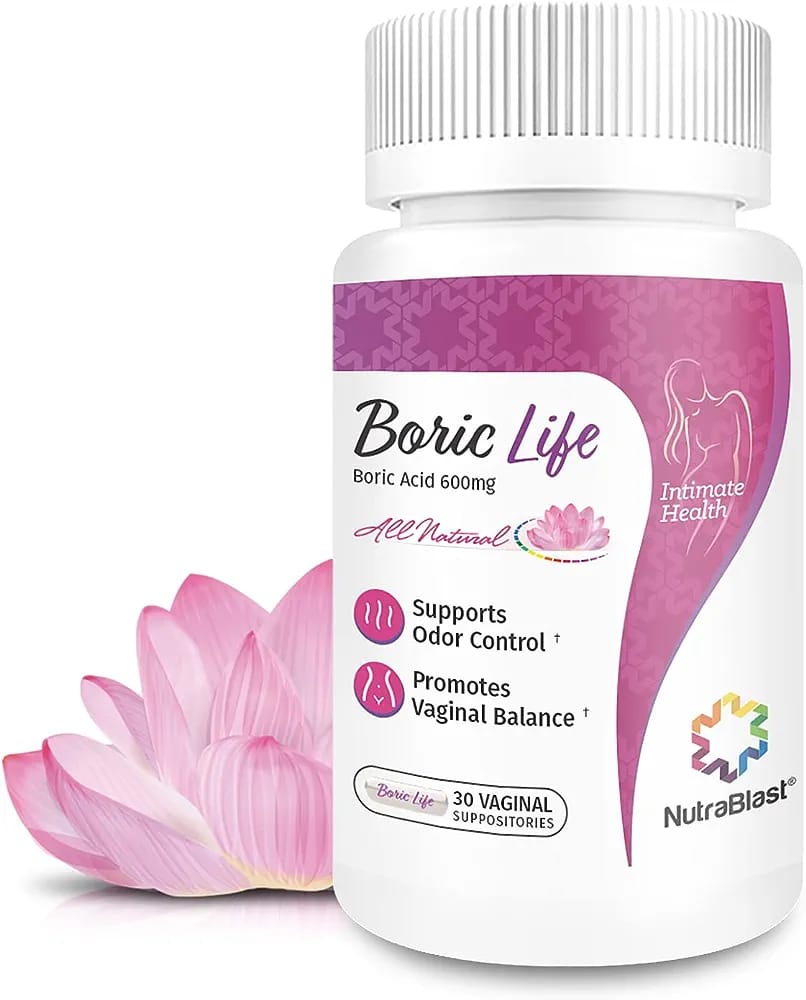 Boric Life
Boric Acid 600mg
All Natural
Intimate
Health
Supports
Odor Control †
Promotes
Vaginal Balance †
Boric Life
30 VAGINAL
SUPPOSITORIES
NutraBlast®